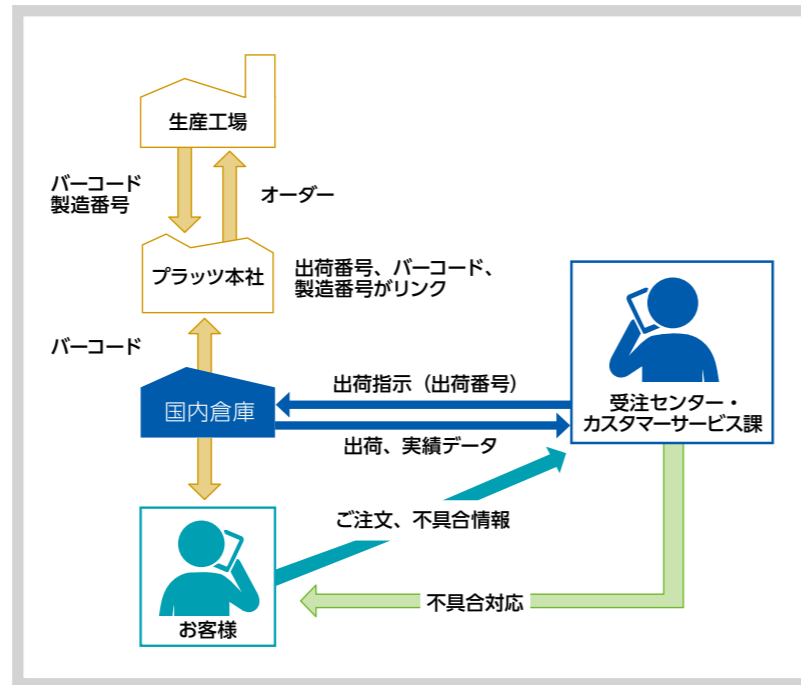 生産工場
バーコード
製造番号
オーダー
プラッツ本社
出荷番号、バーコード、
製造番号がリンク
バーコード
国内倉庫
出荷指示（出荷番号）
出荷、実績データ
受注センター・
カスタマーサービス課
ご注文、不具合情報
お客様
不具合対応